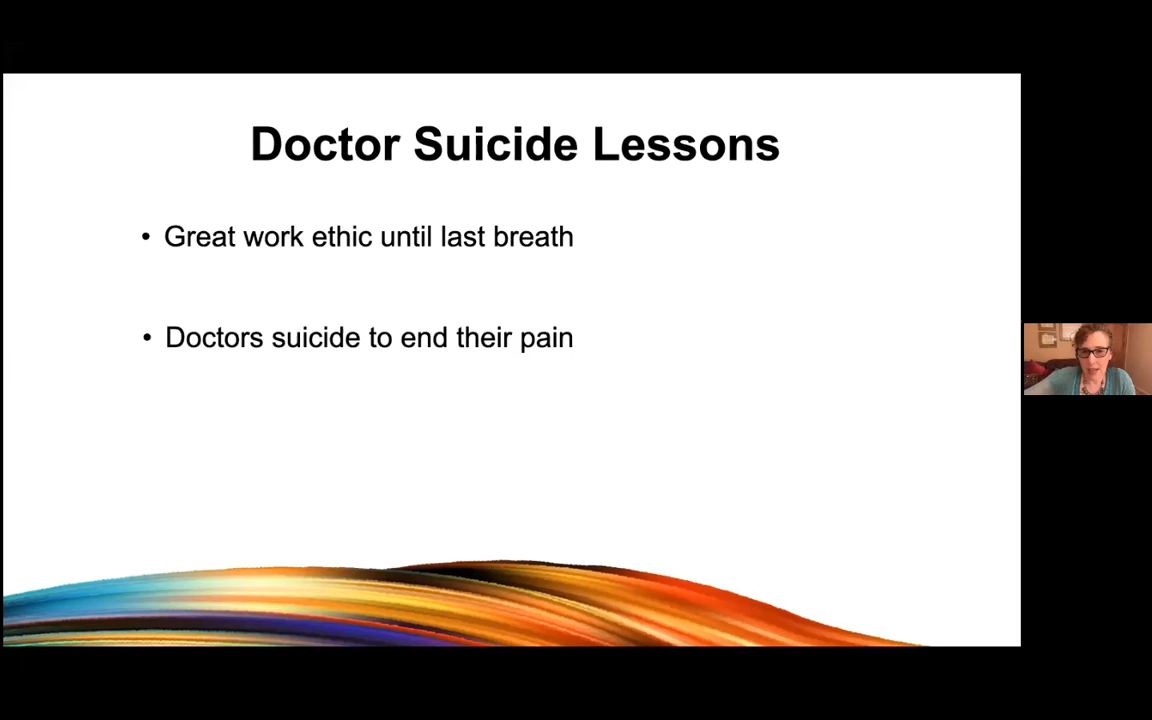 Doctor Suicide Lessons
• Great work ethic until last breath
• Doctors suicide to end their pain